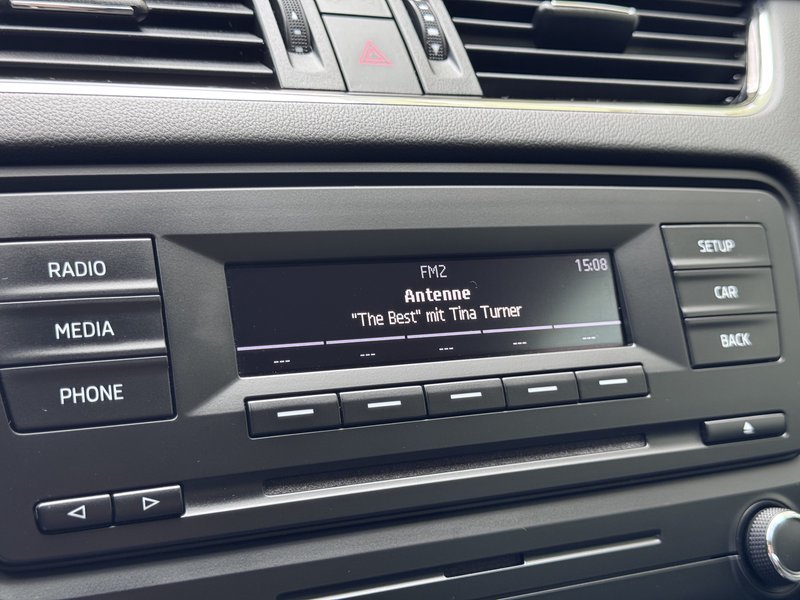 RADIO
MEDIA
PHONE
FM2
15:08
Antenne
"The Best" mit Tina Turner
--- --- --- --- ---
SETUP
CAR
BACK